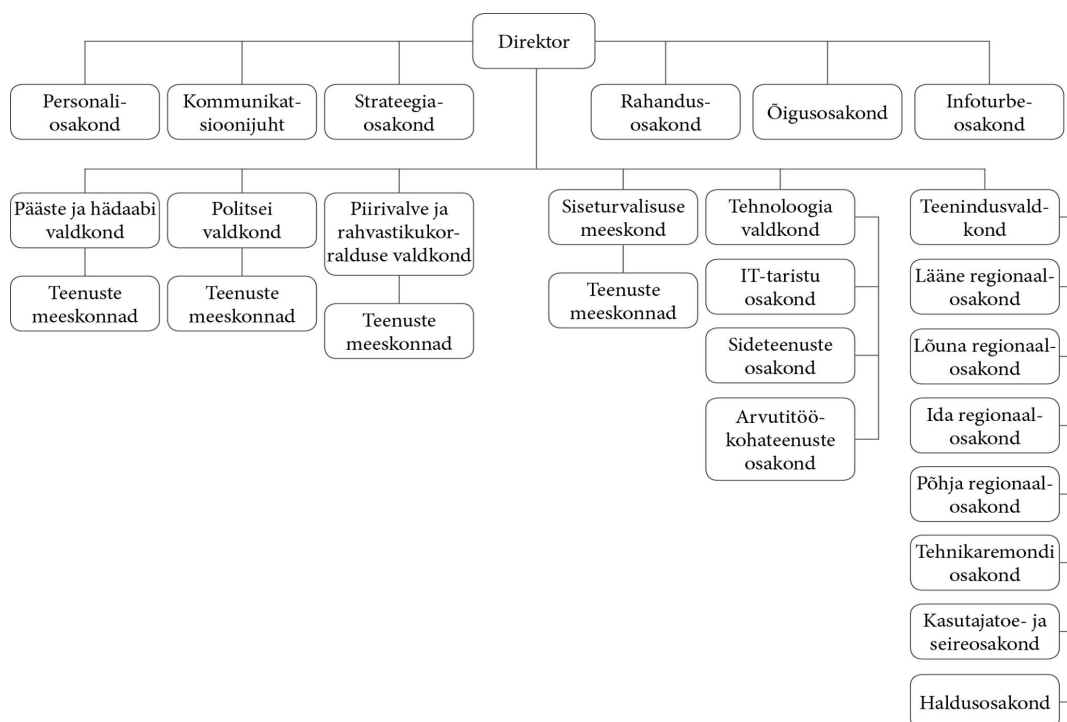 Direktor
Personali-
osakond
Kommunikat-
sioonijuht
Strateegia-
osakond
Rahandus-
osakond
Õigusosakond
Infoturbe-
osakond
Pääste ja hädaabi
valdkond
Teenuste
meeskonnad
Politsei
valdkond
Teenuste
meeskonnad
Piirivalve ja
rahvastikukor-
ralduse valdkond
Teenuste
meeskonnad
Siseturvalisuse
meeskond
Teenuste
meeskonnad
Tehnoloogia
valdkond
IT-taristu
osakond
Sideteenuste
osakond
Arvutitöö-
kohateenuste
osakond
Teenindusvald-
kond
Lääne regionaal-
osakond
Lõuna regionaal-
osakond
Ida regionaal-
osakond
Põhja regionaal-
osakond
Tehnikaremondi
osakond
Kasutajatoe- ja
seireosakond
Haldusosakond